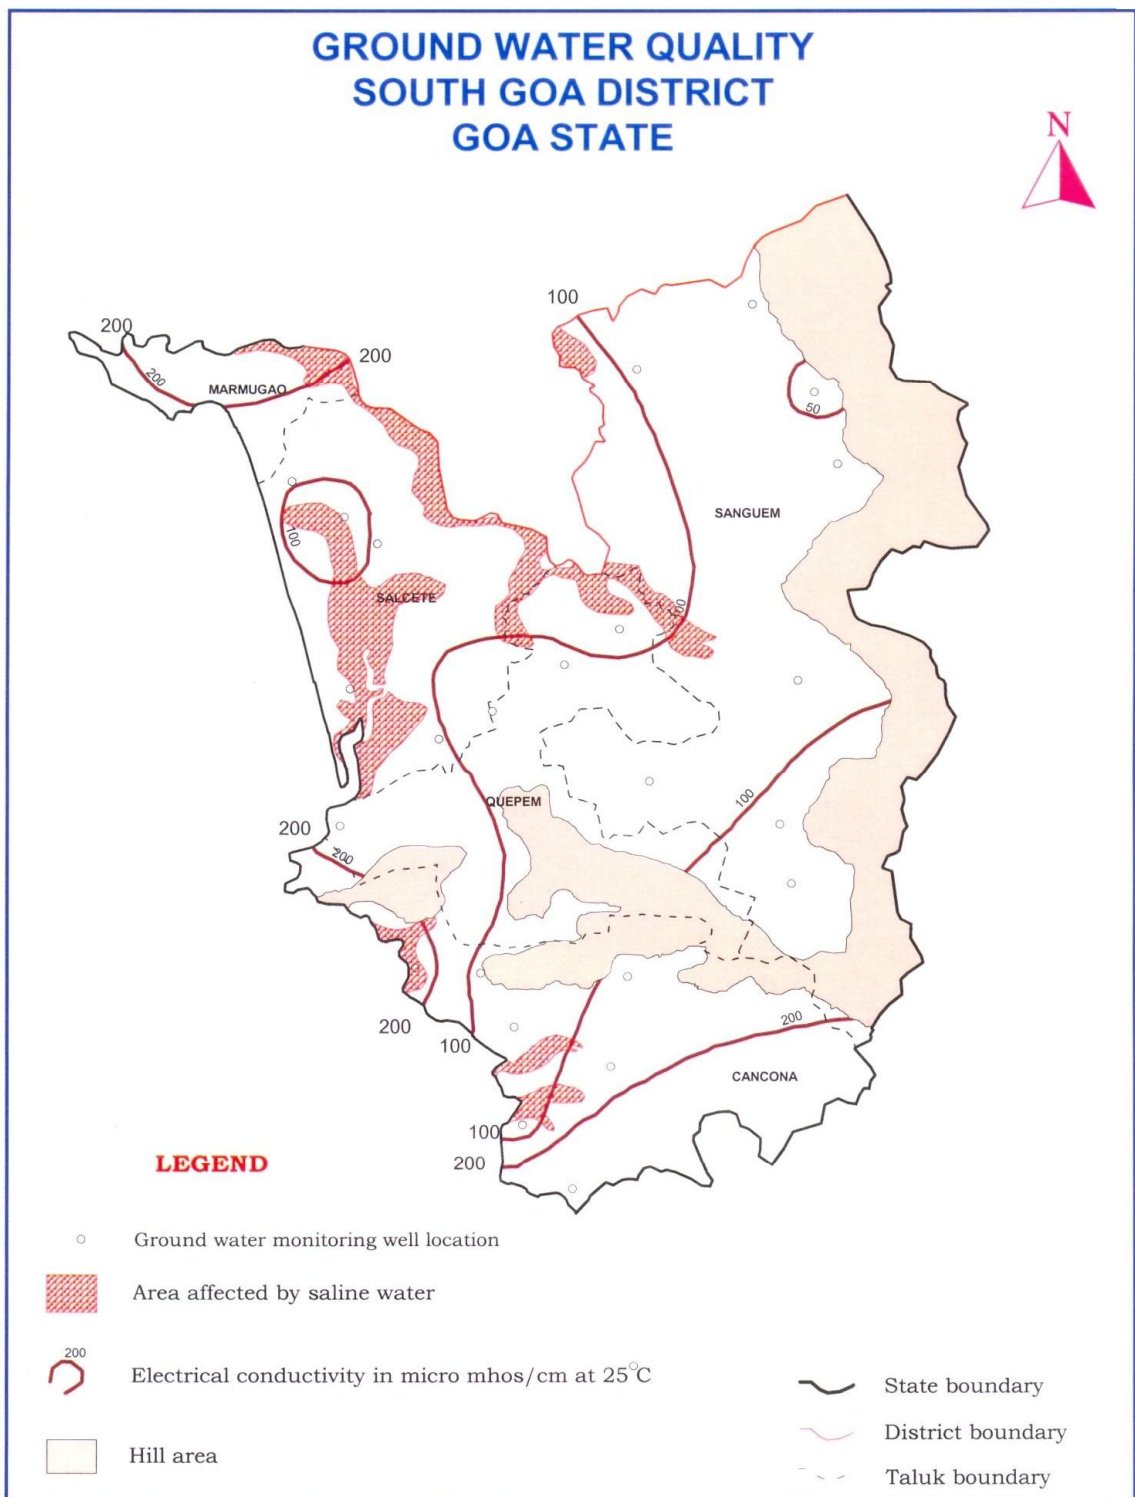 GROUND WATER QUALITY
SOUTH GOA DISTRICT
GOA STATE
N
100
200
200
200
MARMUGAO
50
SANGUEM
100
SALCETE
100
100
QUEPEM
200
200
200
100
200
CANCONA
100
200
LEGEND
Ground water monitoring well location
Area affected by saline water
200
Electrical conductivity in micro mhos/cm at 25°C
Hill area
State boundary
District boundary
Taluk boundary